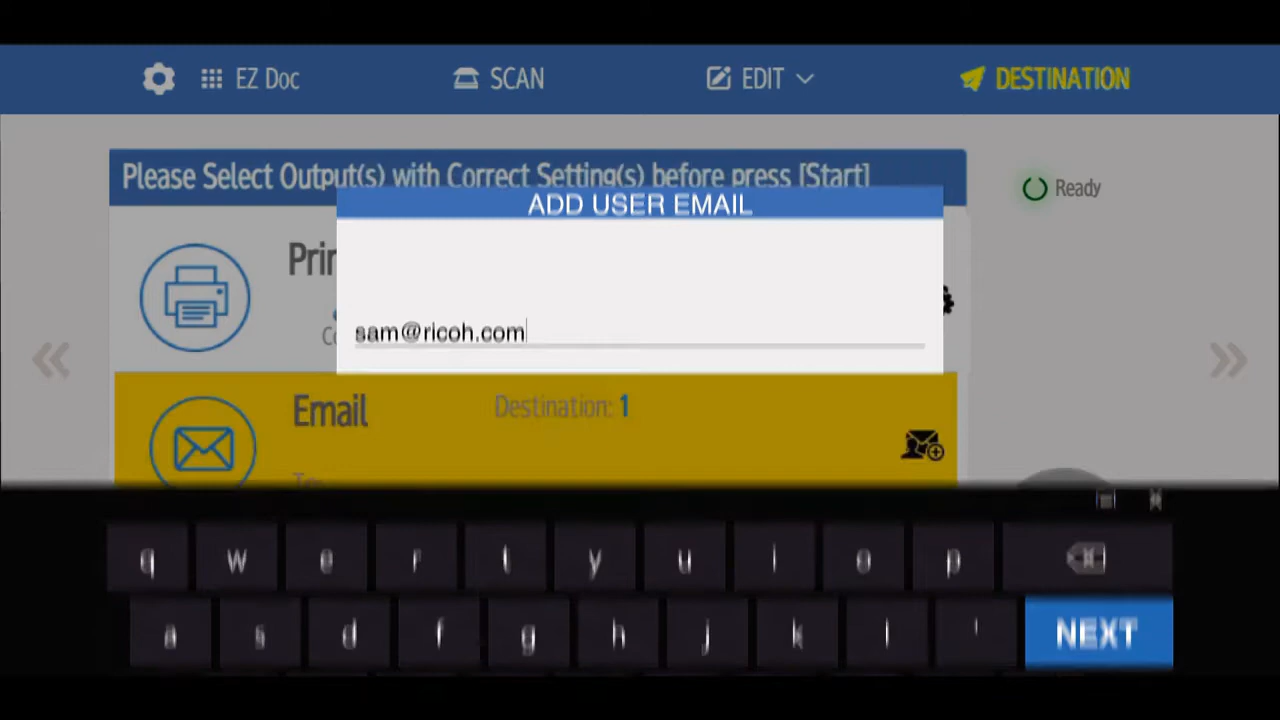 EZ Doc SCAN EDIT DESTINATION
Please Select Output(s) with Correct Setting(s) before press [Start]
Ready
ADD USER EMAIL
sam@ricoh.com
Email Destination: 1
q w e r t y u i o p
a s d f g h j k l '
NEXT